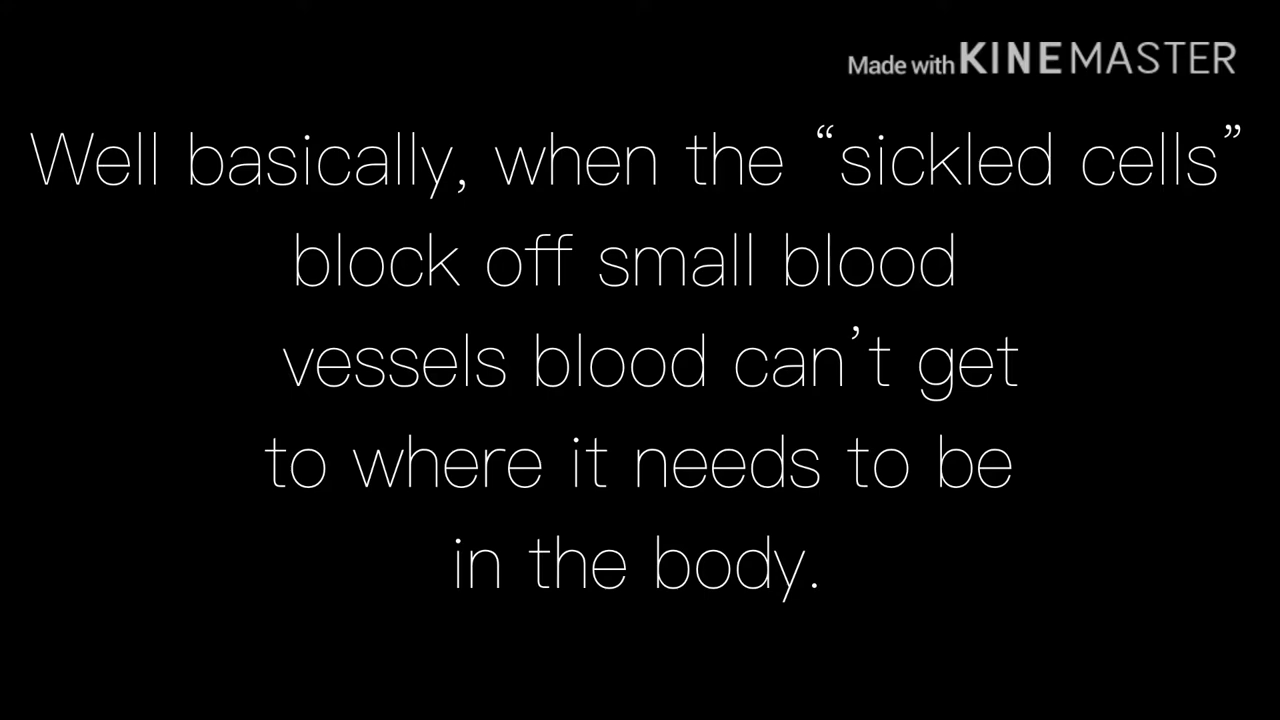 Made with KINEMASTER
Well basically, when the “sickled cells”
block off small blood
vessels blood can’t get
to where it needs to be
in the body.